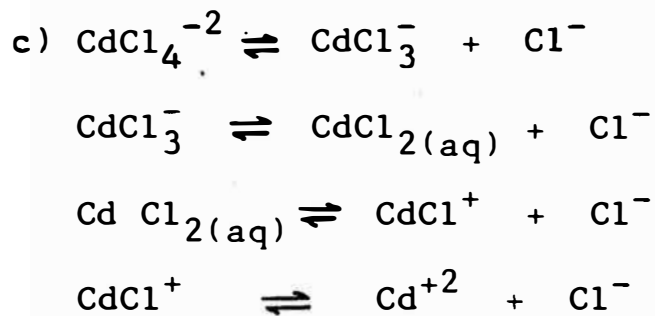 c) CdCl₄⁻² ⇌ CdCl₃⁻ + Cl⁻
CdCl₃⁻ ⇌ CdCl₂(aq) + Cl⁻
Cd Cl₂(aq) ⇌ CdCl⁺ + Cl⁻
CdCl⁺ ⇌ Cd⁺² + Cl⁻